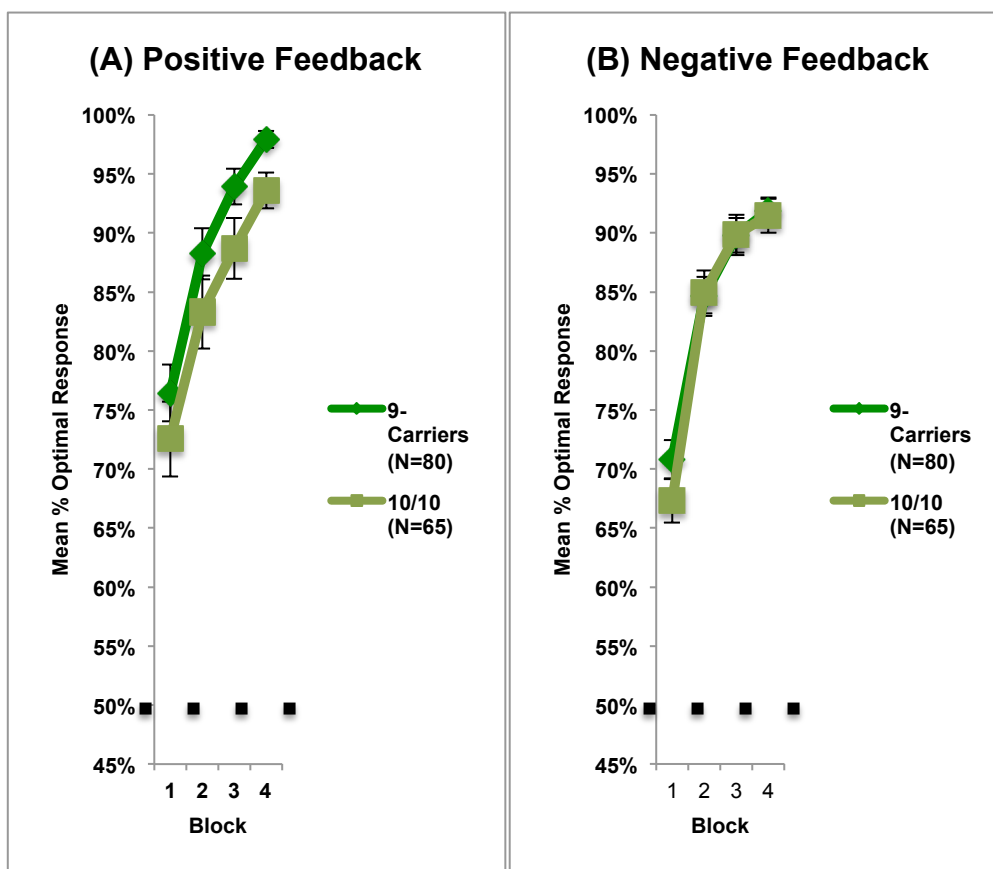 (A) Positive Feedback
100%
95%
90%
85%
80%
75%
70%
65%
60%
55%
50%
45%
Mean % Optimal Response
1 2 3 4
Block
9-
Carriers
(N=80)
10/10
(N=65)
(B) Negative Feedback
100%
95%
90%
85%
80%
75%
70%
65%
60%
55%
50%
45%
Mean % Optimal Response
1 2 3 4
Block
9-
Carriers
(N=80)
10/10
(N=65)